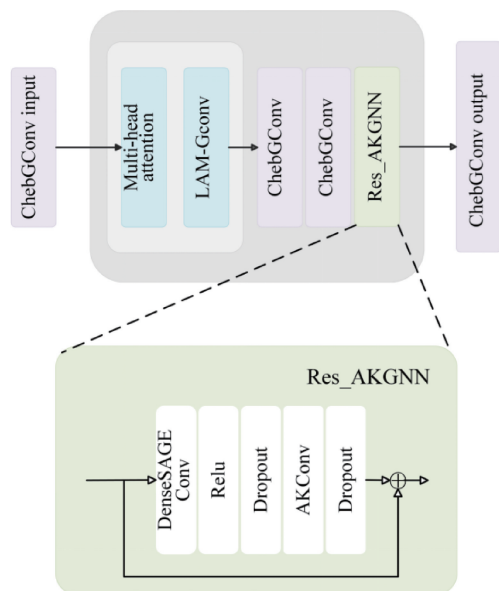 ChebGConv input
Multi-head
attention
LAM-Gconv
ChebGConv
ChebGConv
Res_AKGNN
ChebGConv output
Res_AKGNN
DenseSAGE
Conv
Relu
Dropout
AKConv
Dropout